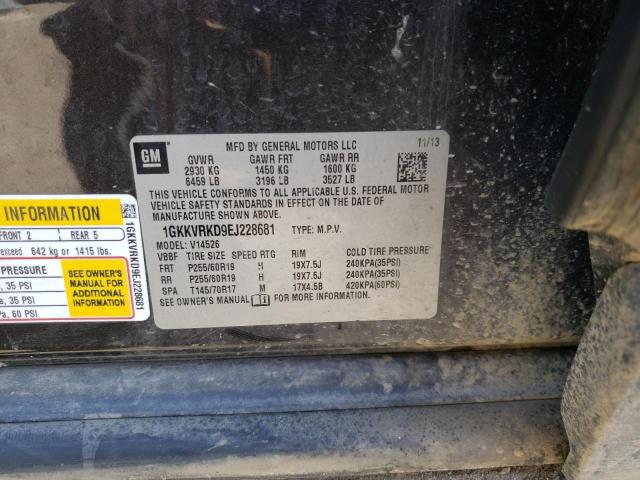 GM
MFD BY GENERAL MOTORS LLC 11/13
GVWR GAWR FRT GAWR RR
2930 KG 1450 KG 1600 KG
6459 LB 3196 LB 3527 LB
THIS VEHICLE CONFORMS TO ALL APPLICABLE U.S. FEDERAL MOTOR
VEHICLE SAFETY STANDARDS IN EFFECT ON THE DATE OF
MANUFACTURE SHOWN ABOVE.
1GKKVRKD9EJ228681 TYPE: M.P.V.
MODEL: V14526
VBBF TIRE SIZE SPEED RTG RIM COLD TIRE PRESSURE
FRT P255/60R19 H 19X7.5J 240KPA(35PSI)
RR P255/60R19 H 19X7.5J 240KPA(35PSI)
SPA T145/70R17 M 17X4.5B 420KPA(60PSI)
SEE OWNER'S MANUAL FOR MORE INFORMATION.
INFORMATION
FRONT 2 REAR 5
exceed 642 kg or 1415 lbs.
PRESSURE
, 35 PSI
, 35 PSI
, 60 PSI
SEE OWNER'S
MANUAL FOR
ADDITIONAL
INFORMATION
1GKKVRKD9EJ228681